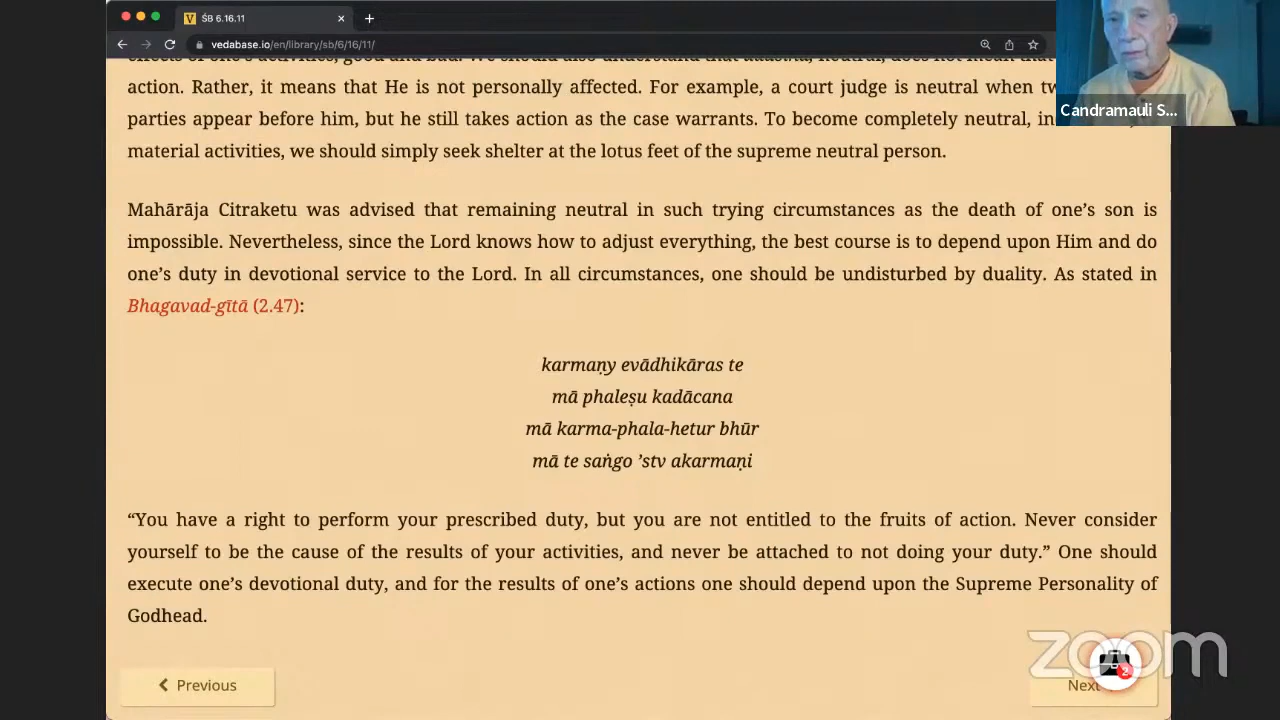 ŚB 6.16.11
vedabase.io/en/library/sb/6/16/11/
action. Rather, it means that He is not personally affected. For example, a court judge is neutral when
parties appear before him, but he still takes action as the case warrants. To become completely neutral,
material activities, we should simply seek shelter at the lotus feet of the supreme neutral person.
Mahārāja Citraketu was advised that remaining neutral in such trying circumstances as the death of one’s son is
impossible. Nevertheless, since the Lord knows how to adjust everything, the best course is to depend upon Him and do
one’s duty in devotional service to the Lord. In all circumstances, one should be undisturbed by duality. As stated in
Bhagavad-gītā (2.47):
karmaṇy evādhikāras te
mā phaleṣu kadācana
mā karma-phala-hetur bhūr
mā te saṅgo ’stv akarmaṇi
“You have a right to perform your prescribed duty, but you are not entitled to the fruits of action. Never consider
yourself to be the cause of the results of your activities, and never be attached to not doing your duty.” One should
execute one’s devotional duty, and for the results of one’s actions one should depend upon the Supreme Personality of
Godhead.
Previous
Next
2
Candramauli S...
zoom